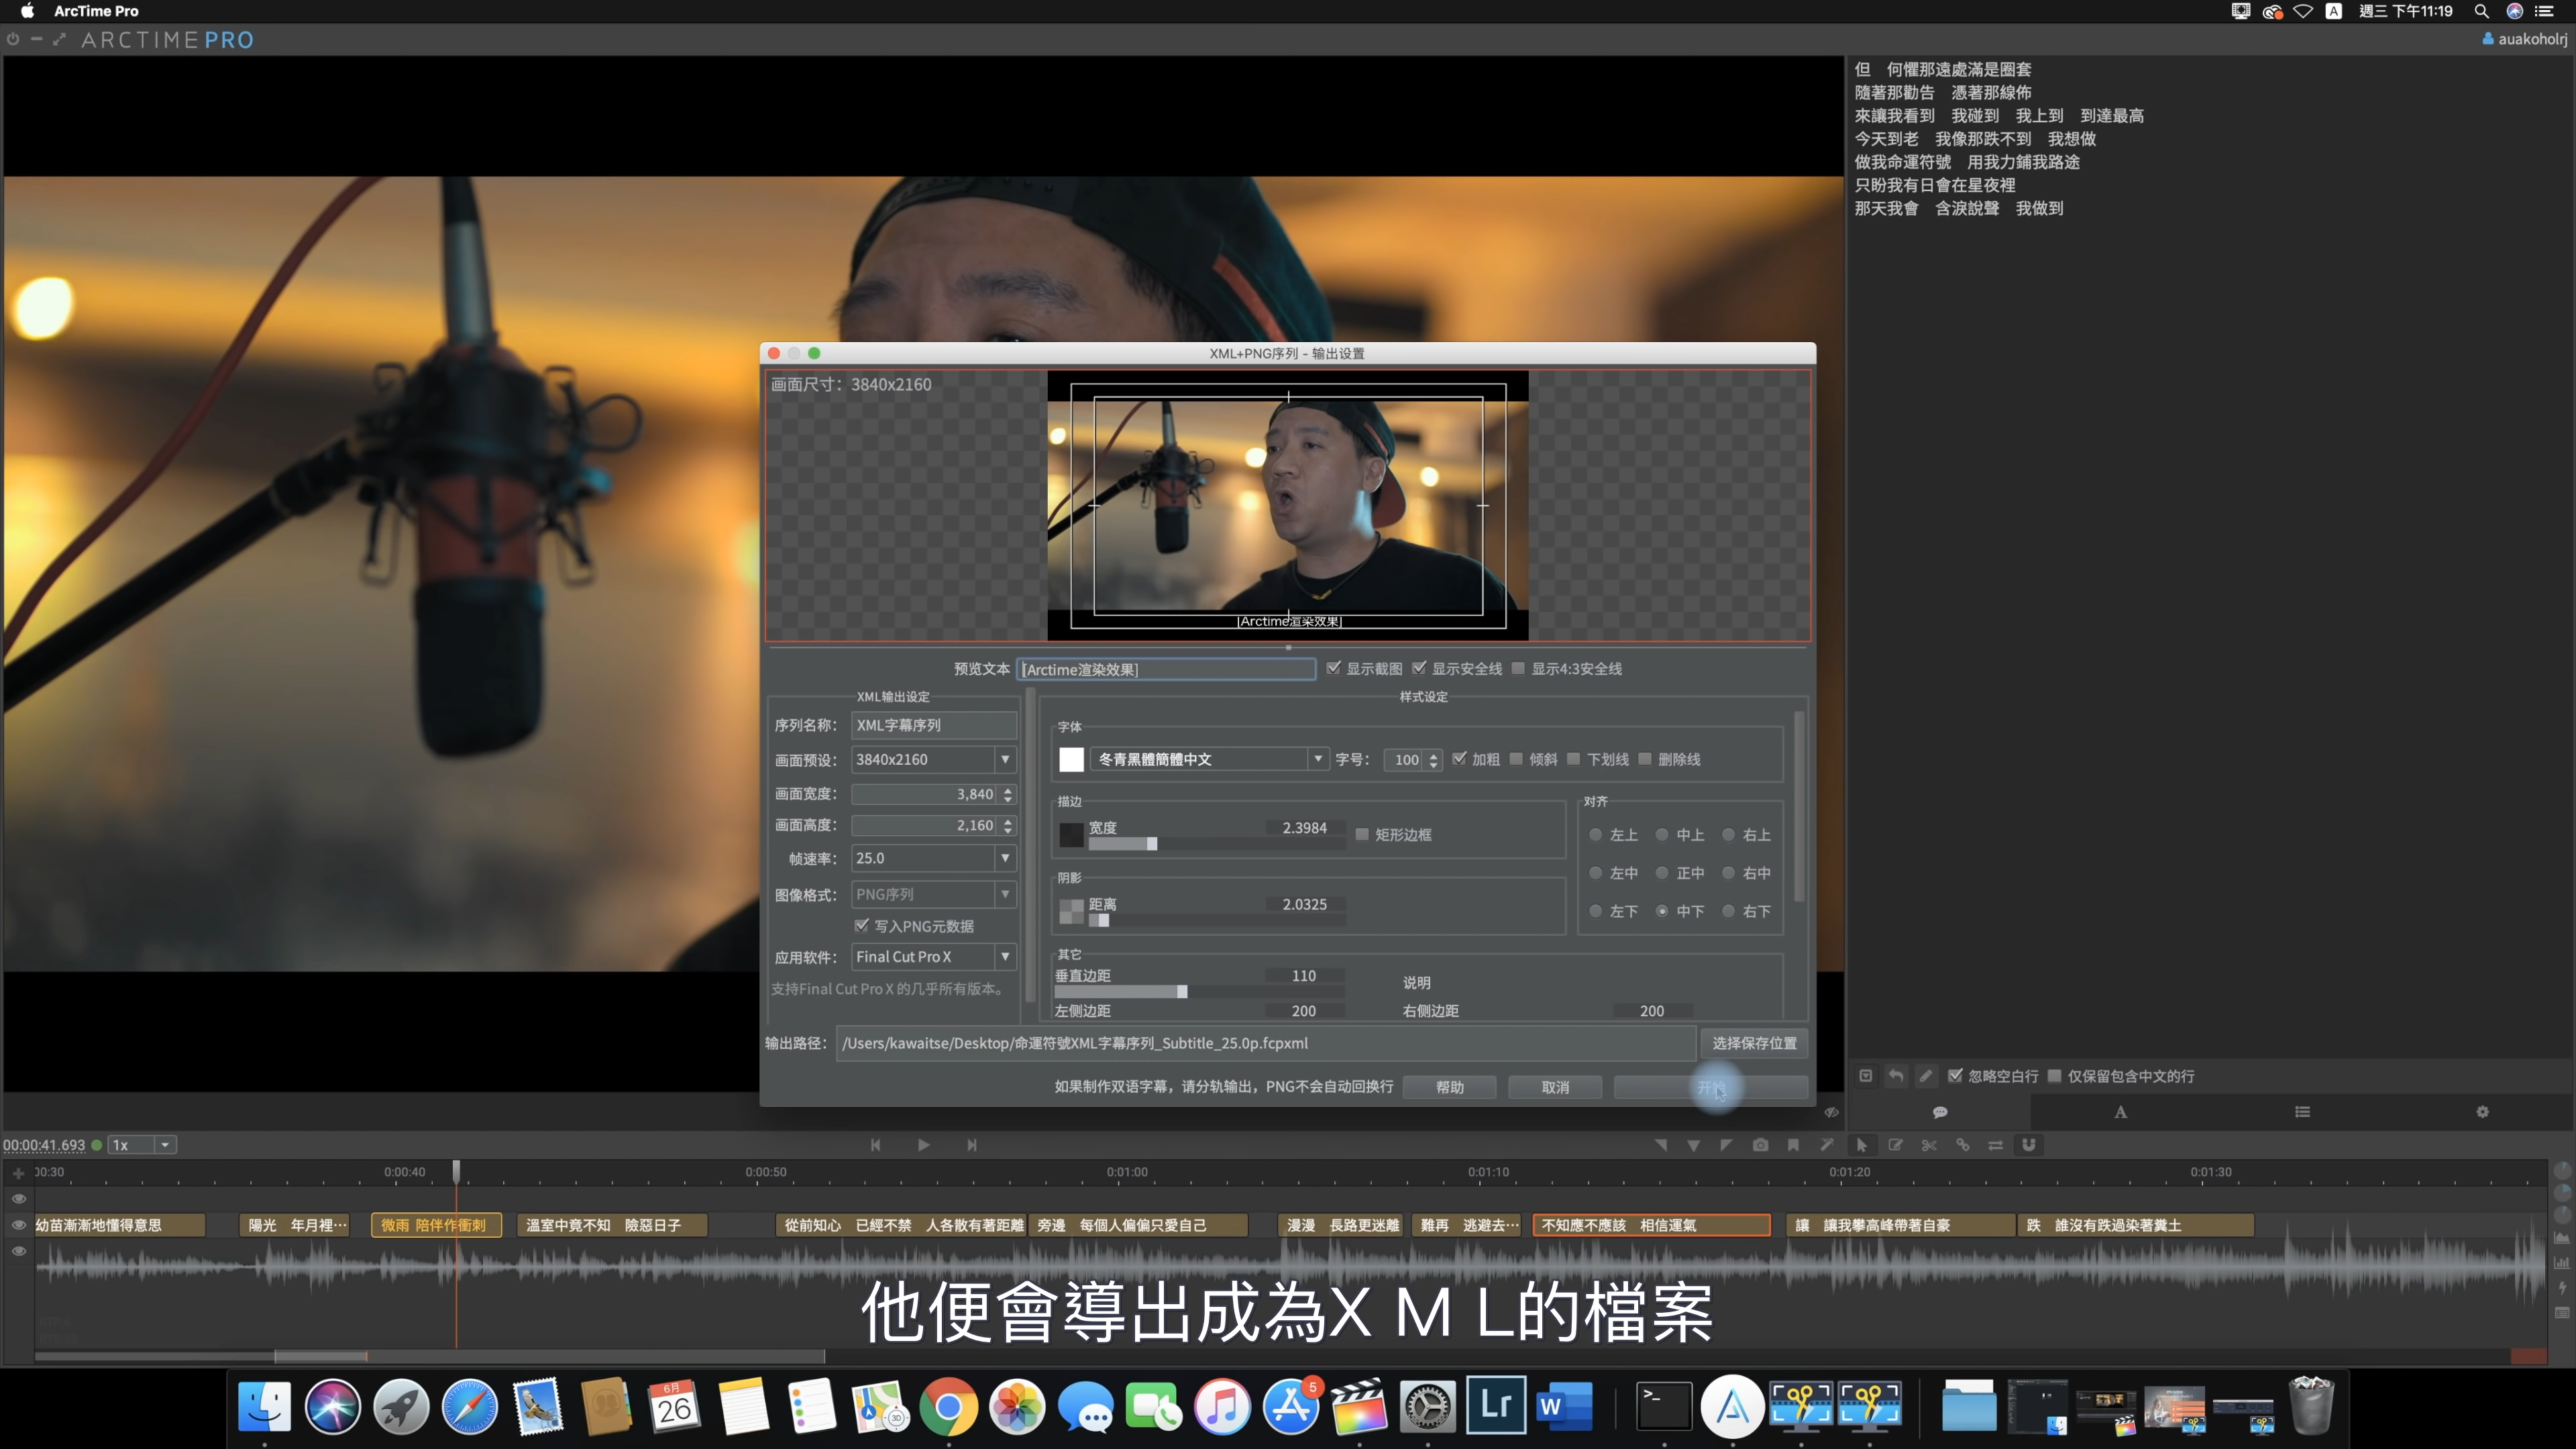 ArcTime Pro
週三 下午11:19
ARCTIMEPRO
auakoholrj
但　何懼那遠處滿是圈套
隨著那勸告　憑著那線佈
來讓我看到　我碰到　我上到　到達最高
今天到老　我像那跌不到　我想做
做我命運符號　用我力鋪我路途
只盼我有日會在星夜裡
那天我會　含淚說聲　我做到
XML+PNG序列 - 输出设置
画面尺寸：3840x2160
[Arctime渲染效果]
预览文本 [Arctime渲染效果] 显示截图 显示安全线 显示4:3安全线
XML输出设定
序列名称： XML字幕序列
画面预设： 3840x2160
画面宽度： 3,840
画面高度： 2,160
帧速率： 25.0
图像格式： PNG序列
写入PNG元数据
应用软件： Final Cut Pro X
支持Final Cut Pro X 的几乎所有版本。
样式设定
字体
冬青黑體簡體中文 字号： 100 加粗 倾斜 下划线 删除线
描边
宽度 2.3984 矩形边框
对齐
左上 中上 右上
左中 正中 右中
左下 中下 右下
阴影
距离 2.0325
其它
垂直边距 110 说明
左侧边距 200 右侧边距 200
输出路径： /Users/kawaitse/Desktop/命運符號XML字幕序列_Subtitle_25.0p.fcpxml 选择保存位置
如果制作双语字幕，请分轨输出，PNG不会自动回换行 帮助 取消 开始
忽略空白行 仅保留包含中文的行
00:00:41.693 1x
00:30 0:00:40 0:00:50 0:01:00 0:01:10 0:01:20 0:01:30
幼苗漸漸地懂得意思 陽光　年月裡… 微雨 陪伴作衝刺 溫室中竟不知　險惡日子 從前知心　已經不禁　人各散有著距離 旁邊　每個人偏偏只愛自己 漫漫　長路更迷離 難再　逃避去… 不知應不應該　相信運氣 讓　讓我攀高峰帶著自豪 跌　誰沒有跌過染著糞土
他便會導出成為X M L的檔案
6月
26
3D
5
Lr
W
>_